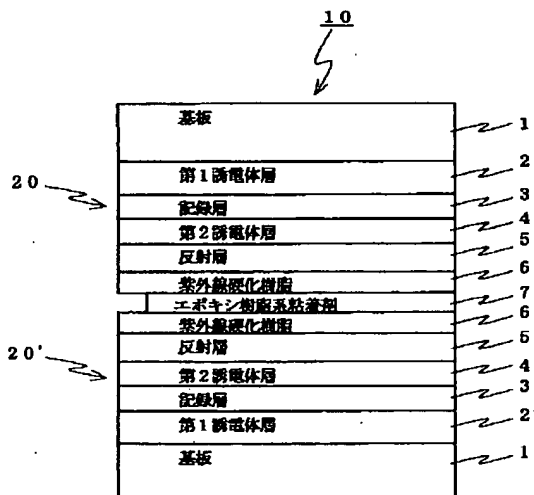 10
基板 1
第1誘電体層 2
20
記録層 3
第2誘電体層 4
反射層 5
紫外線硬化樹脂 6
エポキシ樹脂系粘着剤 7
紫外線硬化樹脂 6
反射層 5
20'
第2誘電体層 4
記録層 3
第1誘電体層 2
基板 1